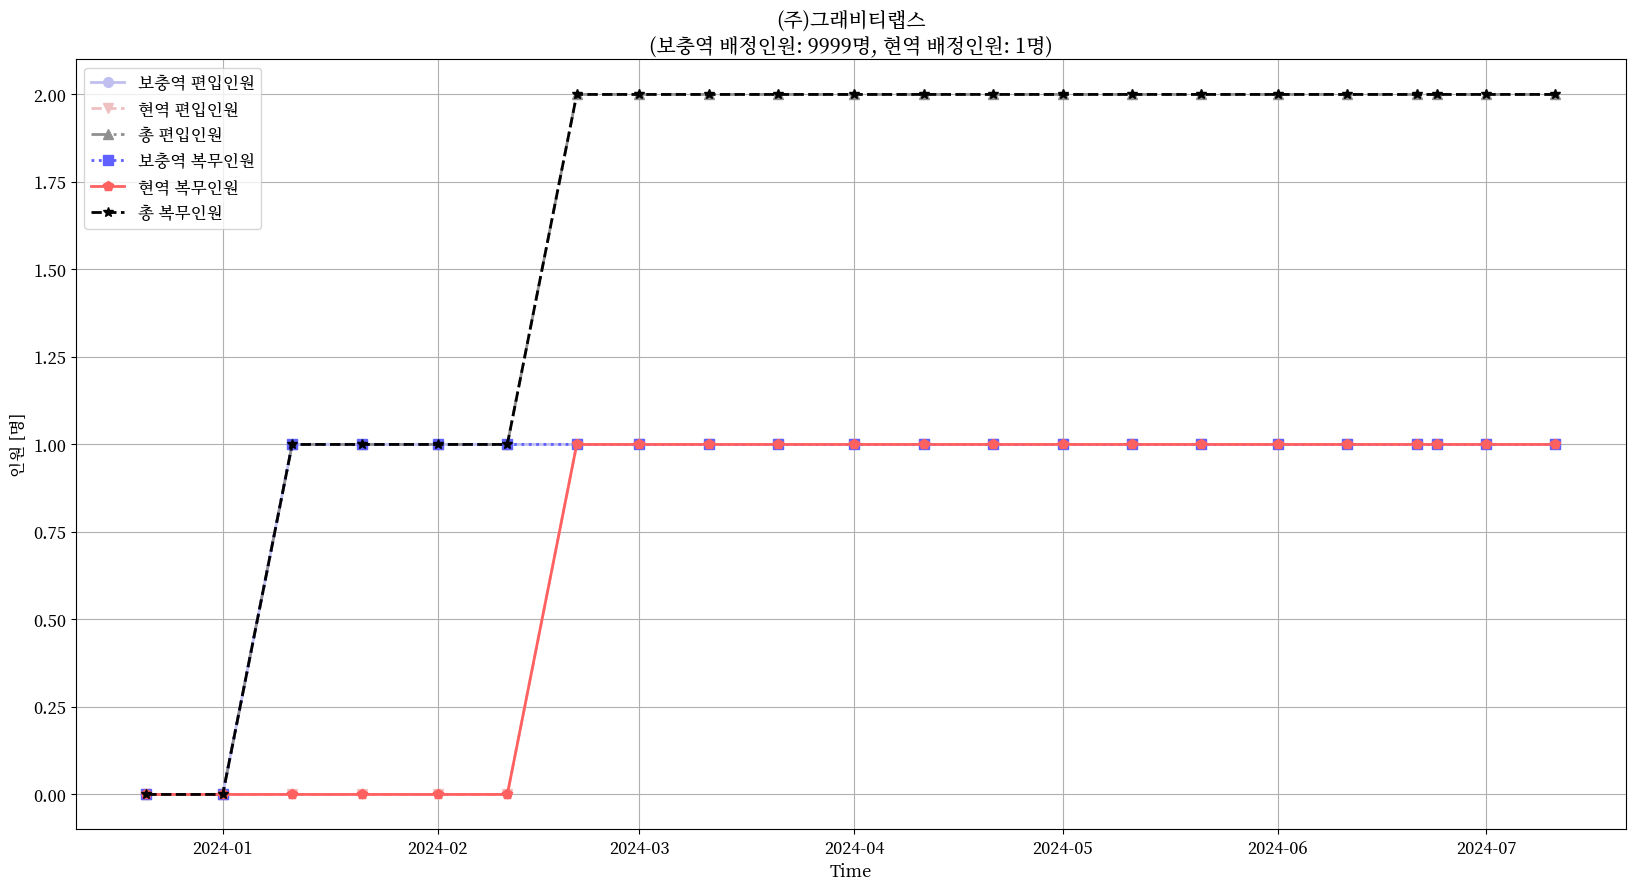 (주)그래비티랩스
(보충역 배정인원: 9999명, 현역 배정인원: 1명)
보충역 편입인원
현역 편입인원
총 편입인원
보충역 복무인원
현역 복무인원
총 복무인원
2.00
1.75
1.50
1.25
1.00
0.75
0.50
0.25
0.00
인원 [명]
2024-01 2024-02 2024-03 2024-04 2024-05 2024-06 2024-07
Time